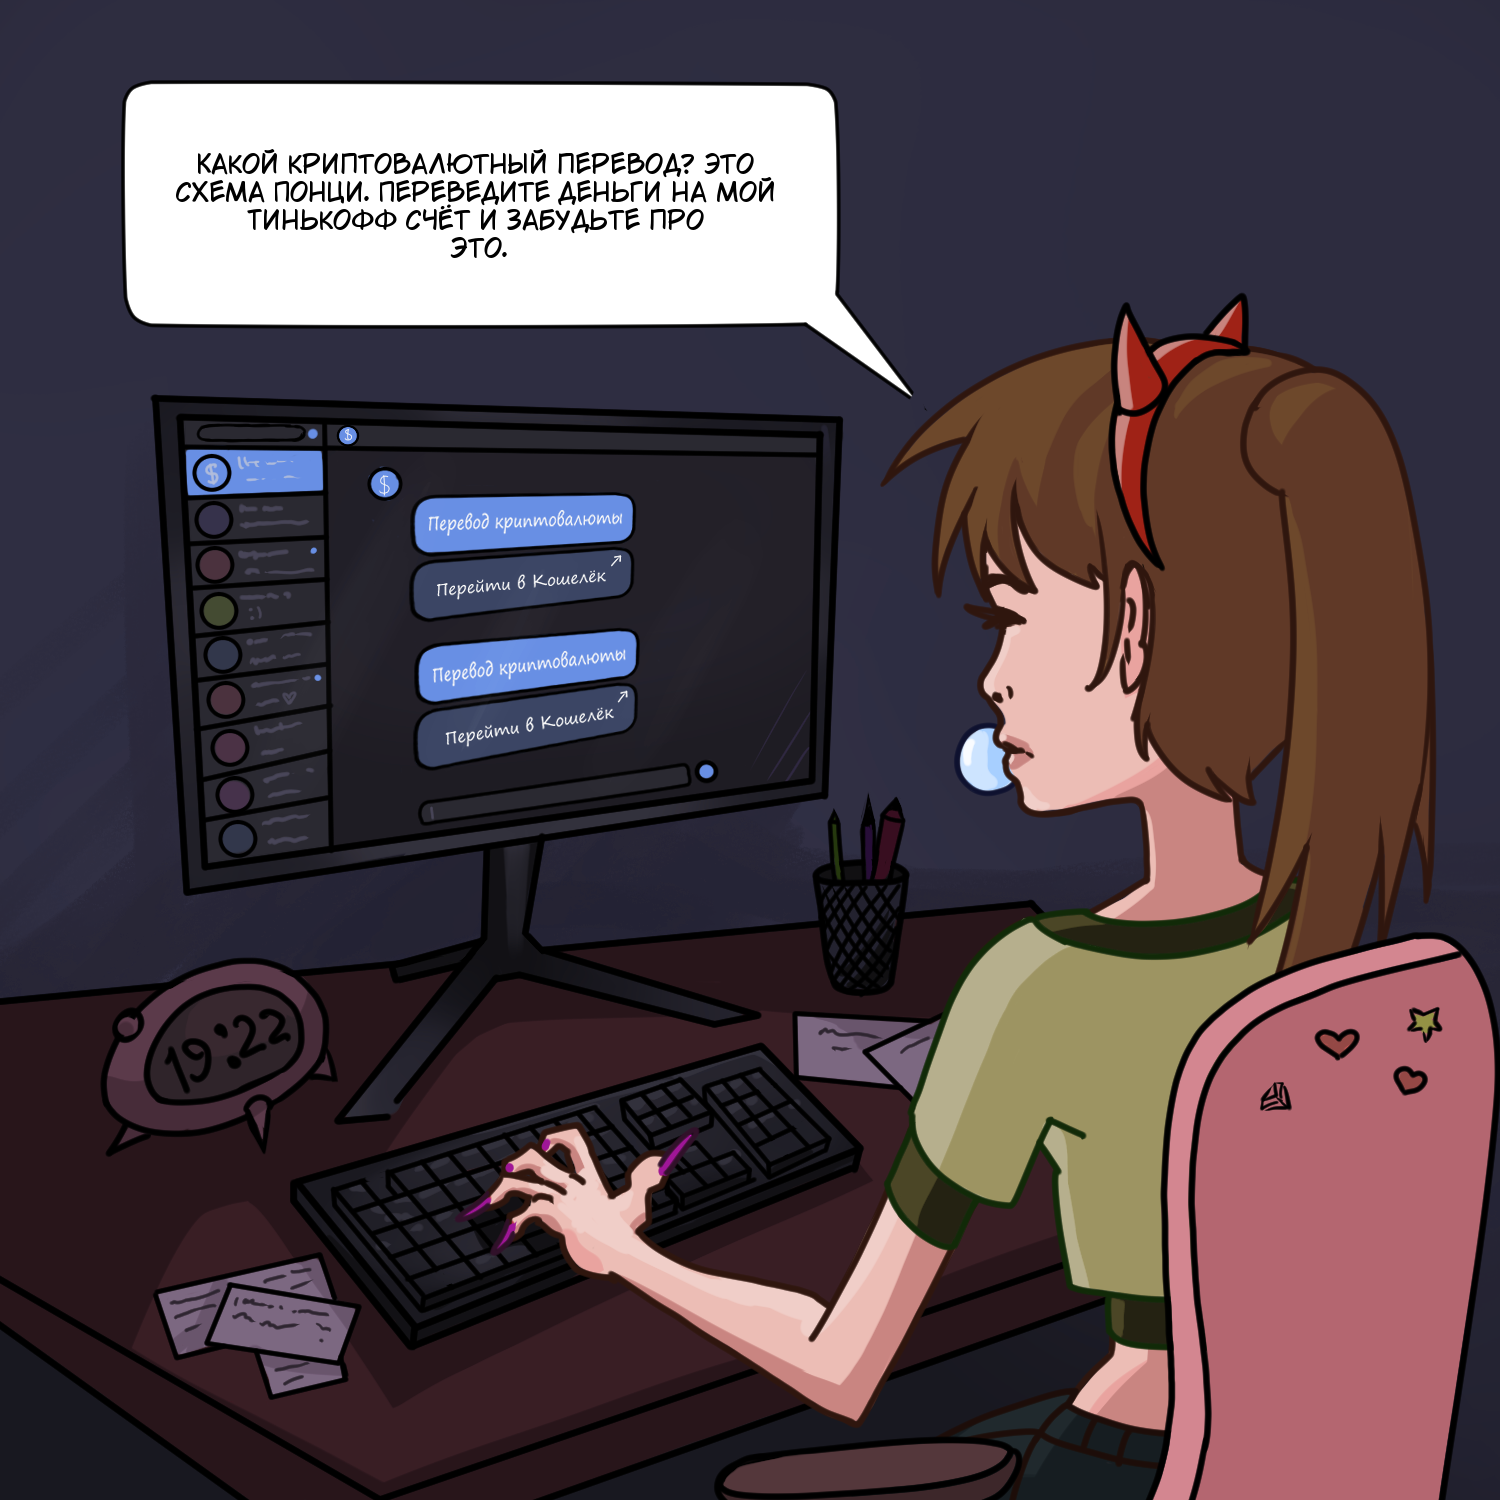 КАКОЙ КРИПТОВАЛЮТНЫЙ ПЕРЕВОД? ЭТО
СХЕМА ПОНЦИ. ПЕРЕВЕДИТЕ ДЕНЬГИ НА МОЙ
ТИНЬКОФФ СЧЁТ И ЗАБУДЬТЕ ПРО
ЭТО.
$
$
$
Перевод криптовалюты
Перейти в Кошелёк
:)
Перевод криптовалюты
Перейти в Кошелёк
19:22